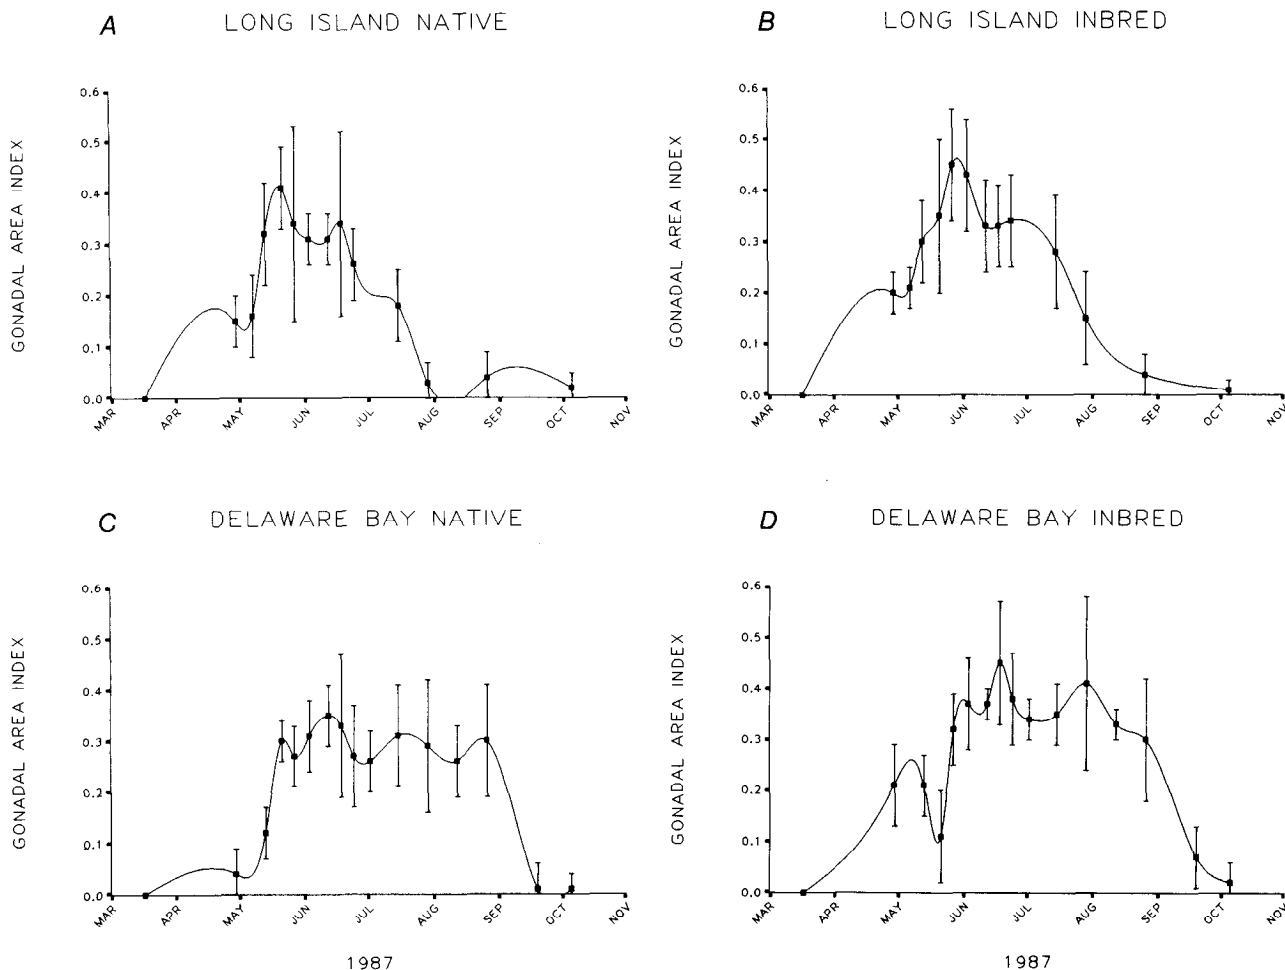 A LONG ISLAND NATIVE
GONADAL AREA INDEX
0.6
0.5
0.4
0.3
0.2
0.1
0.0
MAR APR MAY JUN JUL AUG SEP OCT NOV
B LONG ISLAND INBRED
GONADAL AREA INDEX
0.6
0.5
0.4
0.3
0.2
0.1
0.0
MAR APR MAY JUN JUL AUG SEP OCT NOV
C DELAWARE BAY NATIVE
GONADAL AREA INDEX
0.6
0.5
0.4
0.3
0.2
0.1
0.0
MAR APR MAY JUN JUL AUG SEP OCT NOV
1987
D DELAWARE BAY INBRED
GONADAL AREA INDEX
0.6
0.5
0.4
0.3
0.2
0.1
0.0
MAR APR MAY JUN JUL AUG SEP OCT NOV
1987